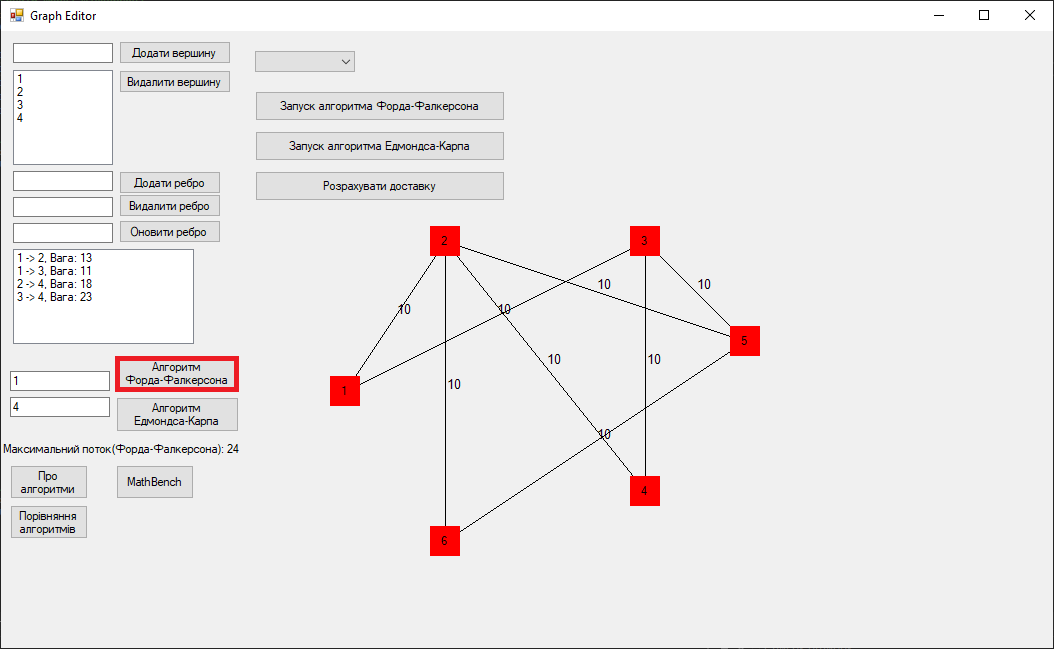 Graph Editor
Додати вершину
Видалити вершину
1
2
3
4
Запуск алгоритма Форда-Фалкерсона
Запуск алгоритма Едмондса-Карпа
Розрахувати доставку
Додати ребро
Видалити ребро
Оновити ребро
1 -> 2, Вага: 13
1 -> 3, Вага: 11
2 -> 4, Вага: 18
3 -> 4, Вага: 23
1
Алгоритм
Форда-Фалкерсона
4
Алгоритм
Едмондса-Карпа
Максимальний поток(Форда-Фалкерсона): 24
Про
алгоритми
MathBench
Порівняння
алгоритмів
2
3
10
10
10
10
5
10
10
10
1
10
4
6